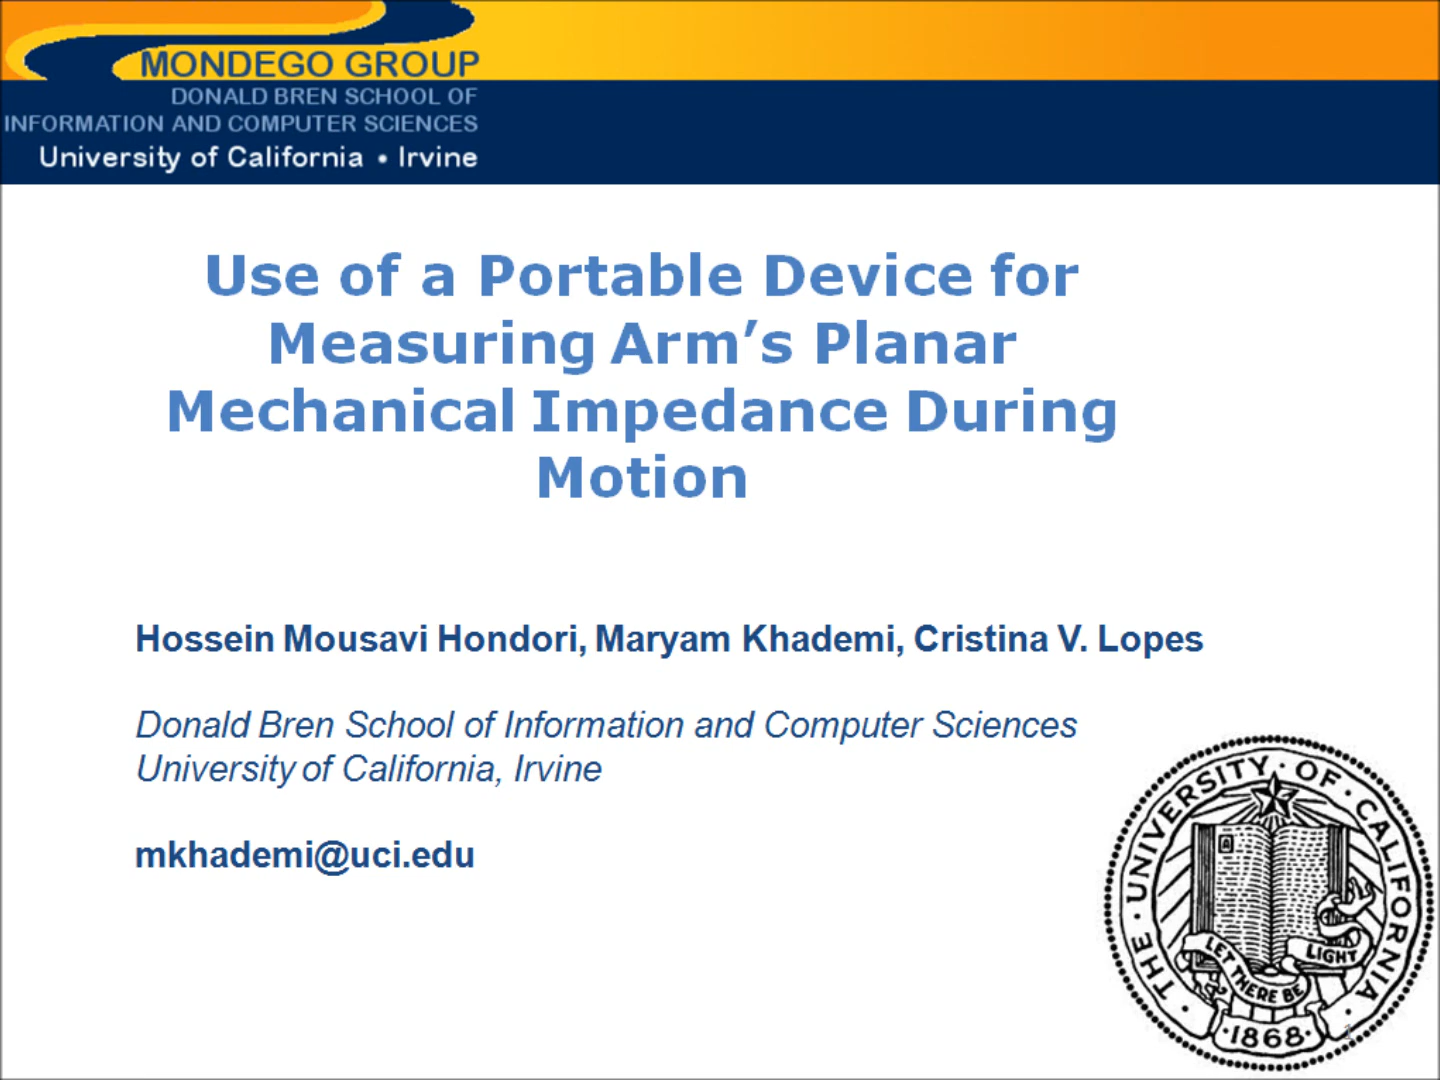 MONDEGO GROUP
DONALD BREN SCHOOL OF
INFORMATION AND COMPUTER SCIENCES
University of California • Irvine
Use of a Portable Device for
Measuring Arm’s Planar
Mechanical Impedance During
Motion
Hossein Mousavi Hondori, Maryam Khademi, Cristina V. Lopes
Donald Bren School of Information and Computer Sciences
University of California, Irvine
mkhademi@uci.edu
THE · UNIVERSITY · OF · CALIFORNIA ·
A
LET THERE BE LIGHT
·1868·
1